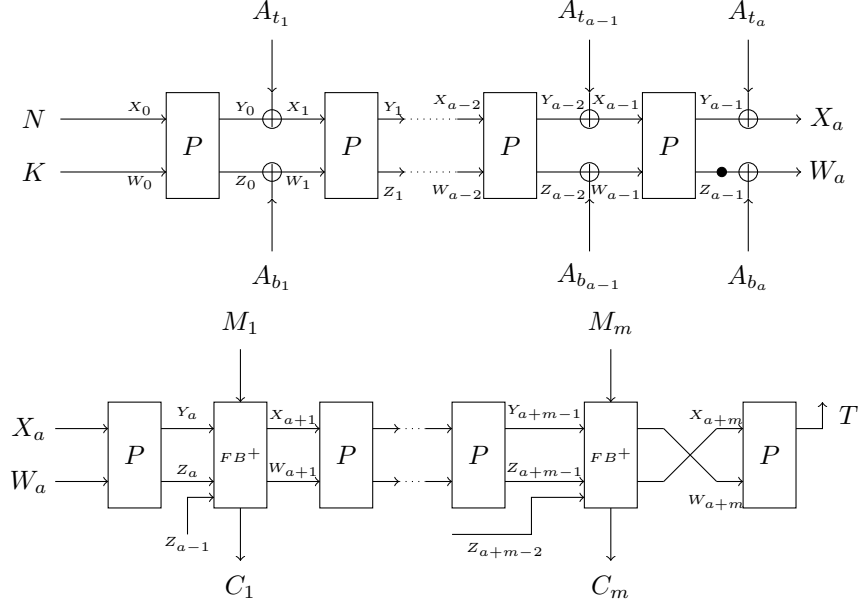 A_{t_1} A_{t_{a-1}} A_{t_a}
N X_0 P Y_0 X_1 P Y_1 X_{a-2} P Y_{a-2} X_{a-1} P Y_{a-1} X_a
K W_0 Z_0 W_1 Z_1 W_{a-2} Z_{a-2} W_{a-1} Z_{a-1} W_a
A_{b_1} A_{b_{a-1}} A_{b_a}
M_1 M_m
X_a P Y_a FB^+ X_{a+1} P P Y_{a+m-1} FB^+ X_{a+m} P T
W_a Z_a W_{a+1} Z_{a+m-1} W_{a+m}
Z_{a-1} Z_{a+m-2}
C_1 C_m